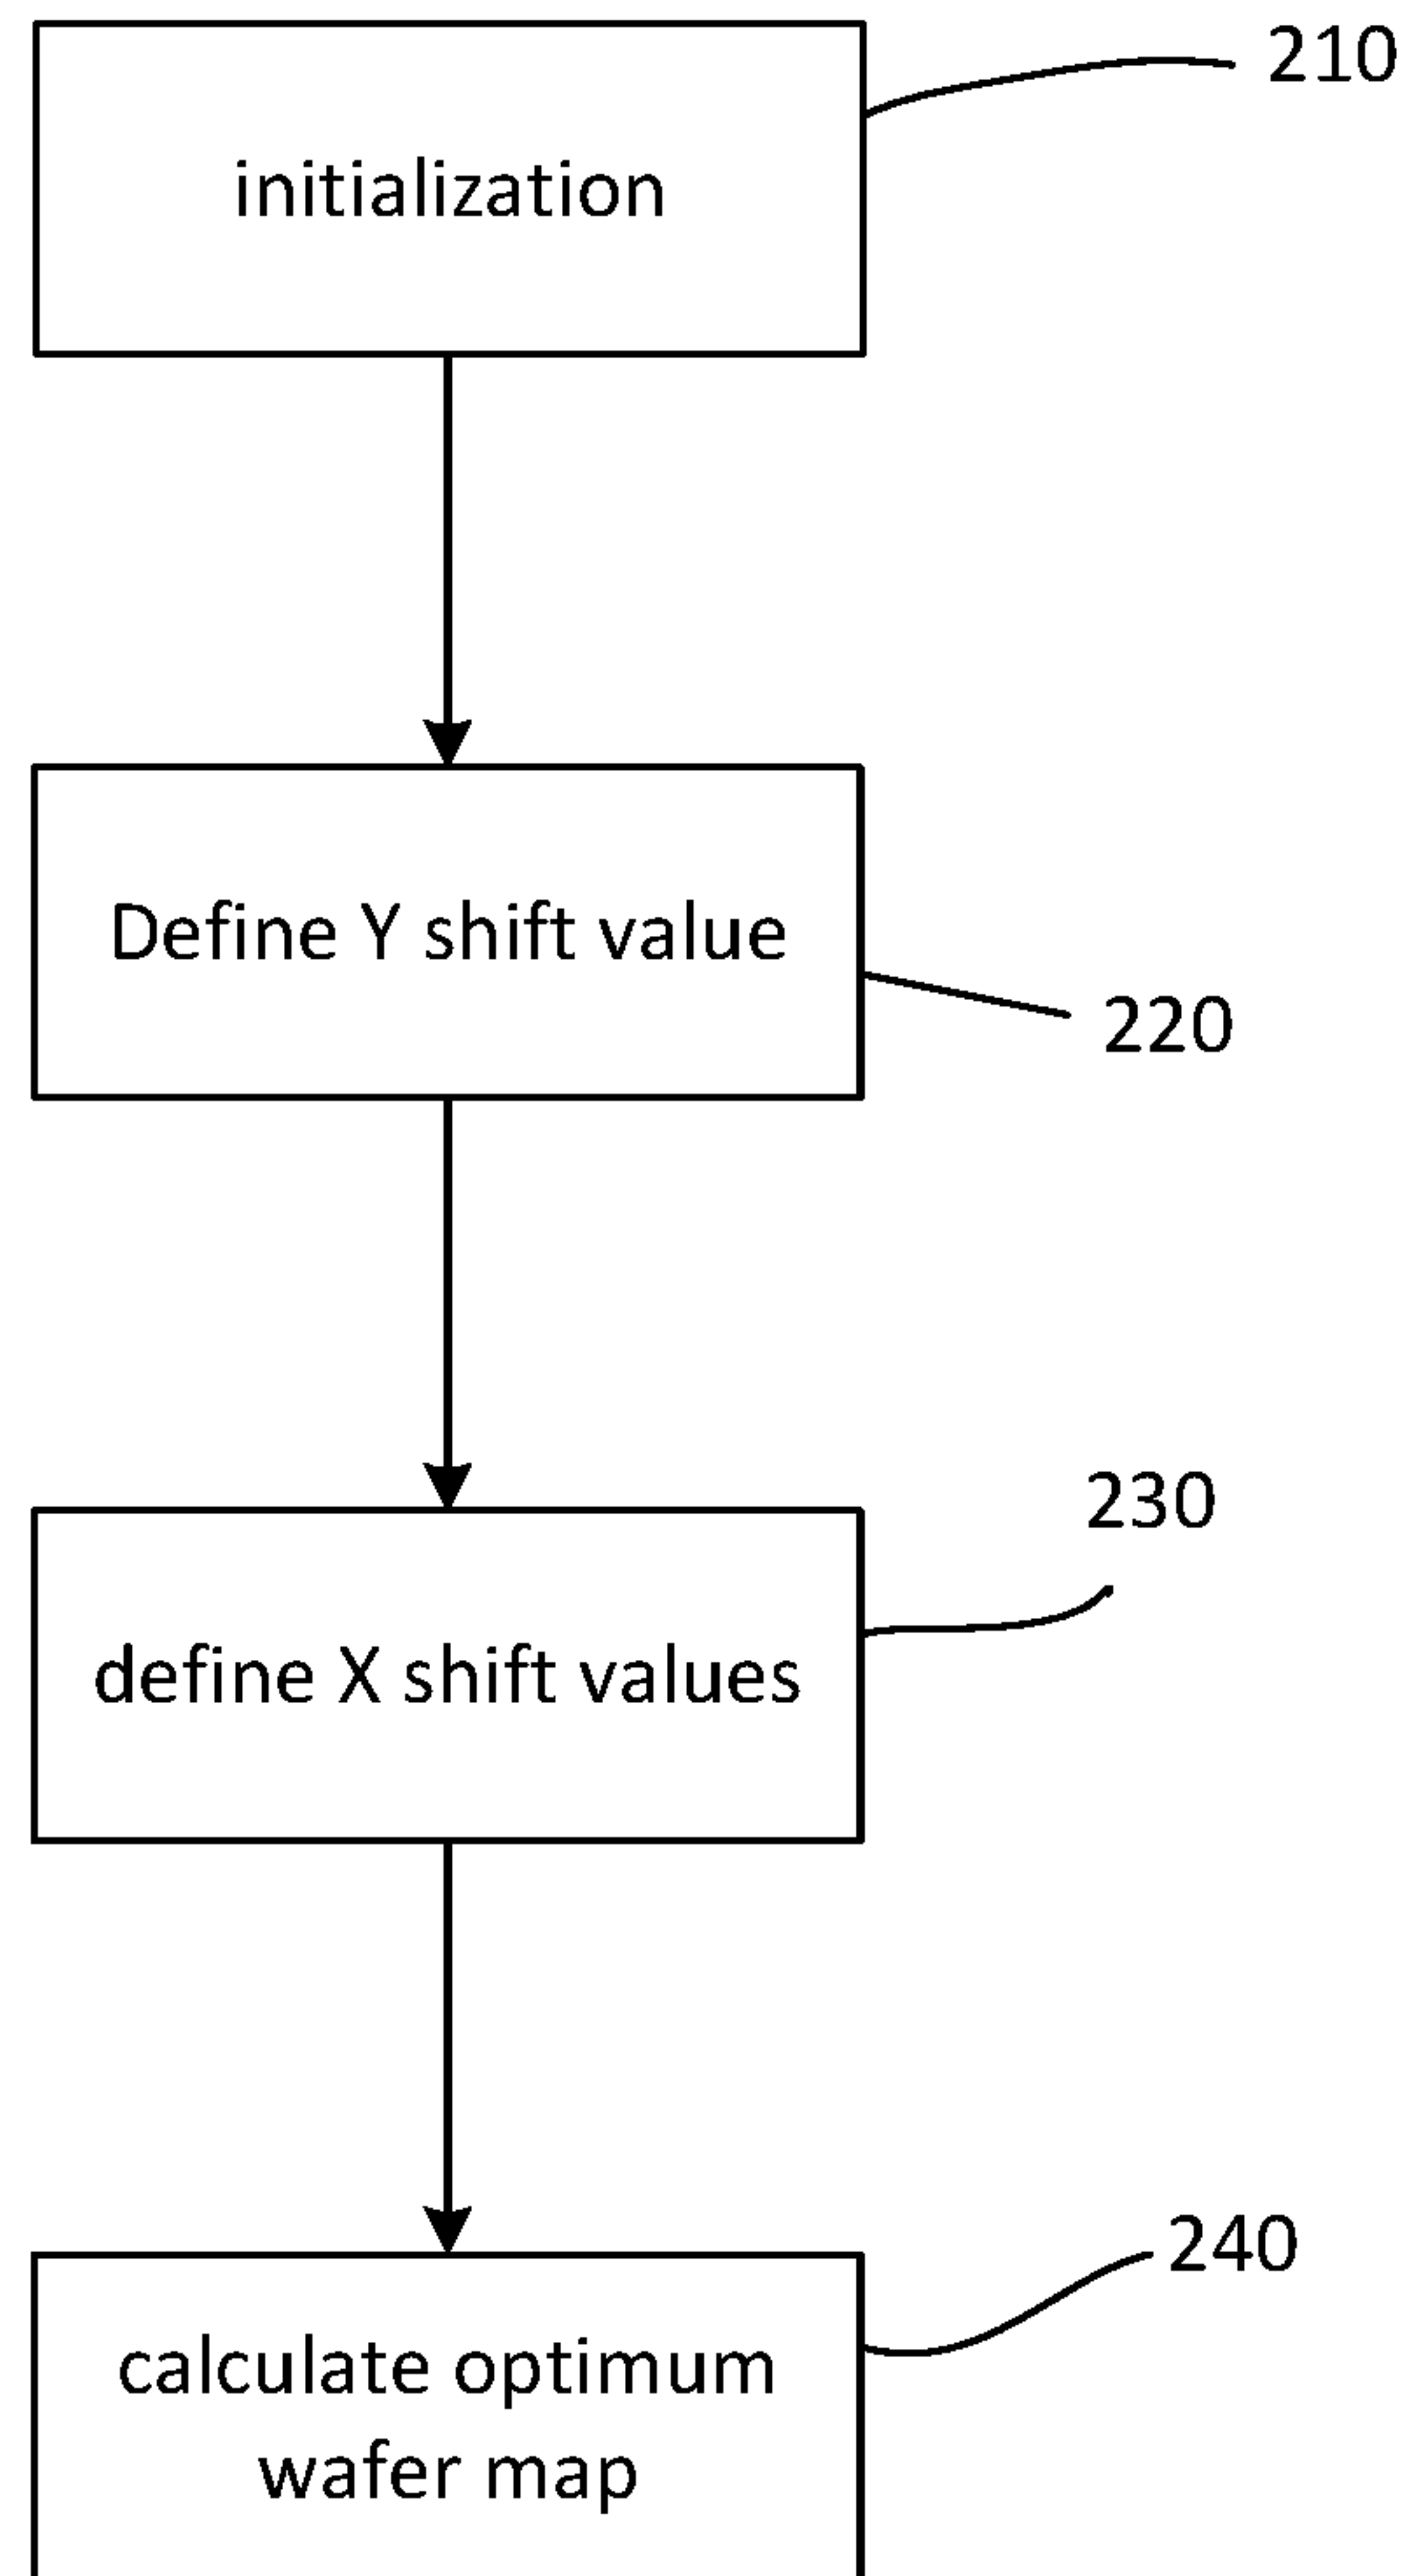 210
initialization
Define Y shift value
220
230
define X shift values
240
calculate optimum
wafer map